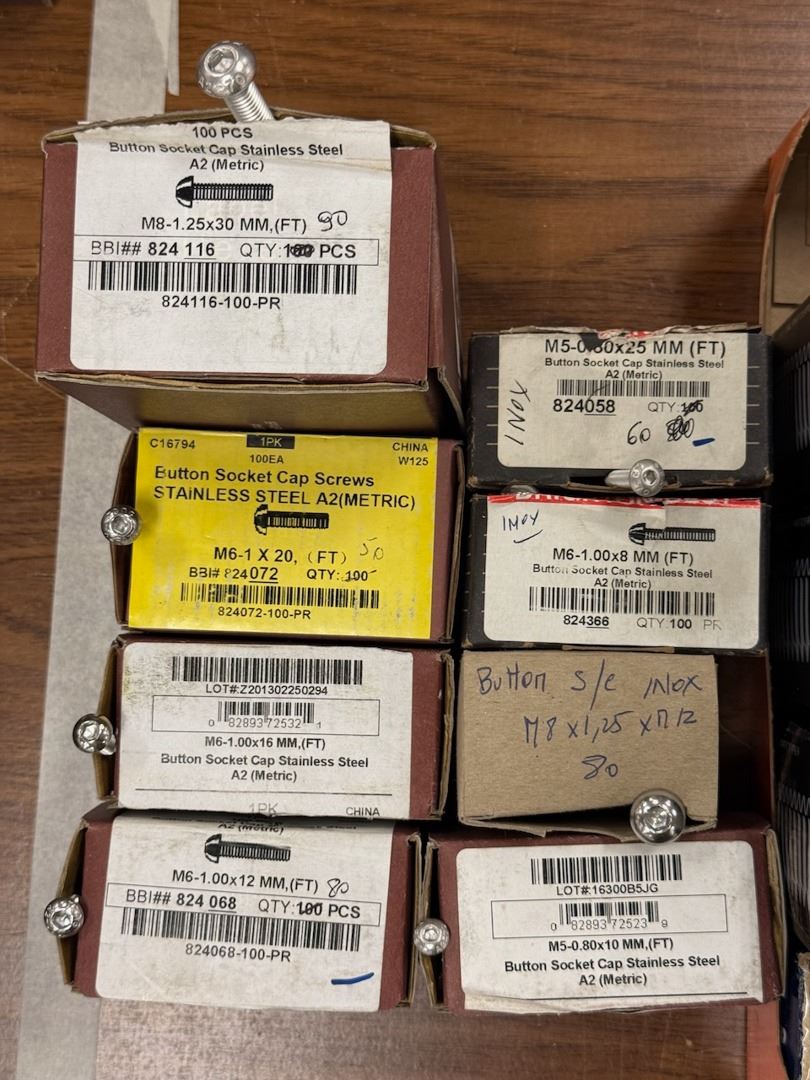 100 PCS
Button Socket Cap Stainless Steel
A2 (Metric)
M8-1.25x30 MM,(FT) 90
BBI## 824 116 QTY: PCS
824116-100-PR
M5-0.80x25 MM (FT)
Button Socket Cap Stainless Steel
A2 (Metric)
INOX
824058 QTY:100
60
C16794 1PK CHINA
100EA W125
Button Socket Cap Screws
STAINLESS STEEL A2(METRIC)
M6-1 X 20, (FT) 50
BBI# 824072 QTY: 100
824072-100-PR
INOX
M6-1.00x8 MM (FT)
Button Socket Cap Stainless Steel
A2 (Metric)
824366 QTY:100 PR
LOT#:Z201302250294
0 82893 72532 1
M6-1.00x16 MM,(FT)
Button Socket Cap Stainless Steel
A2 (Metric)
1PK CHINA
Button S/C INOX
M8 x 1,25 x M12
80
A2 (Metric)
M6-1.00x12 MM,(FT) 80
BBI## 824 068 QTY:100 PCS
824068-100-PR
LOT#:16300B5JG
0 82893 72523 9
M5-0.80x10 MM,(FT)
Button Socket Cap Stainless Steel
A2 (Metric)